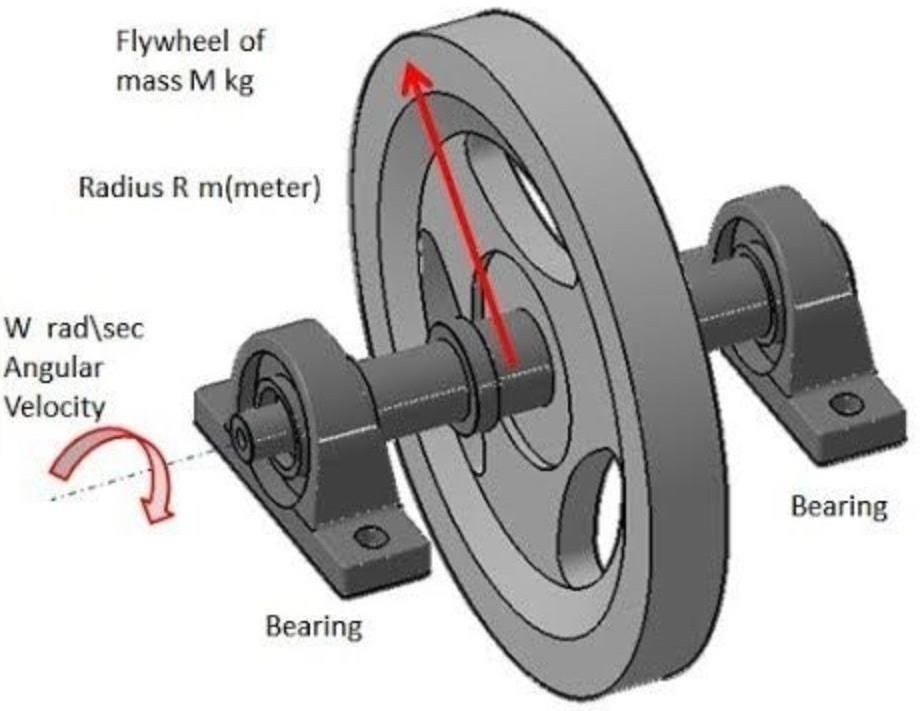 Flywheel of
mass M kg
Radius R m(meter)
W rad\sec
Angular
Velocity
Bearing
Bearing